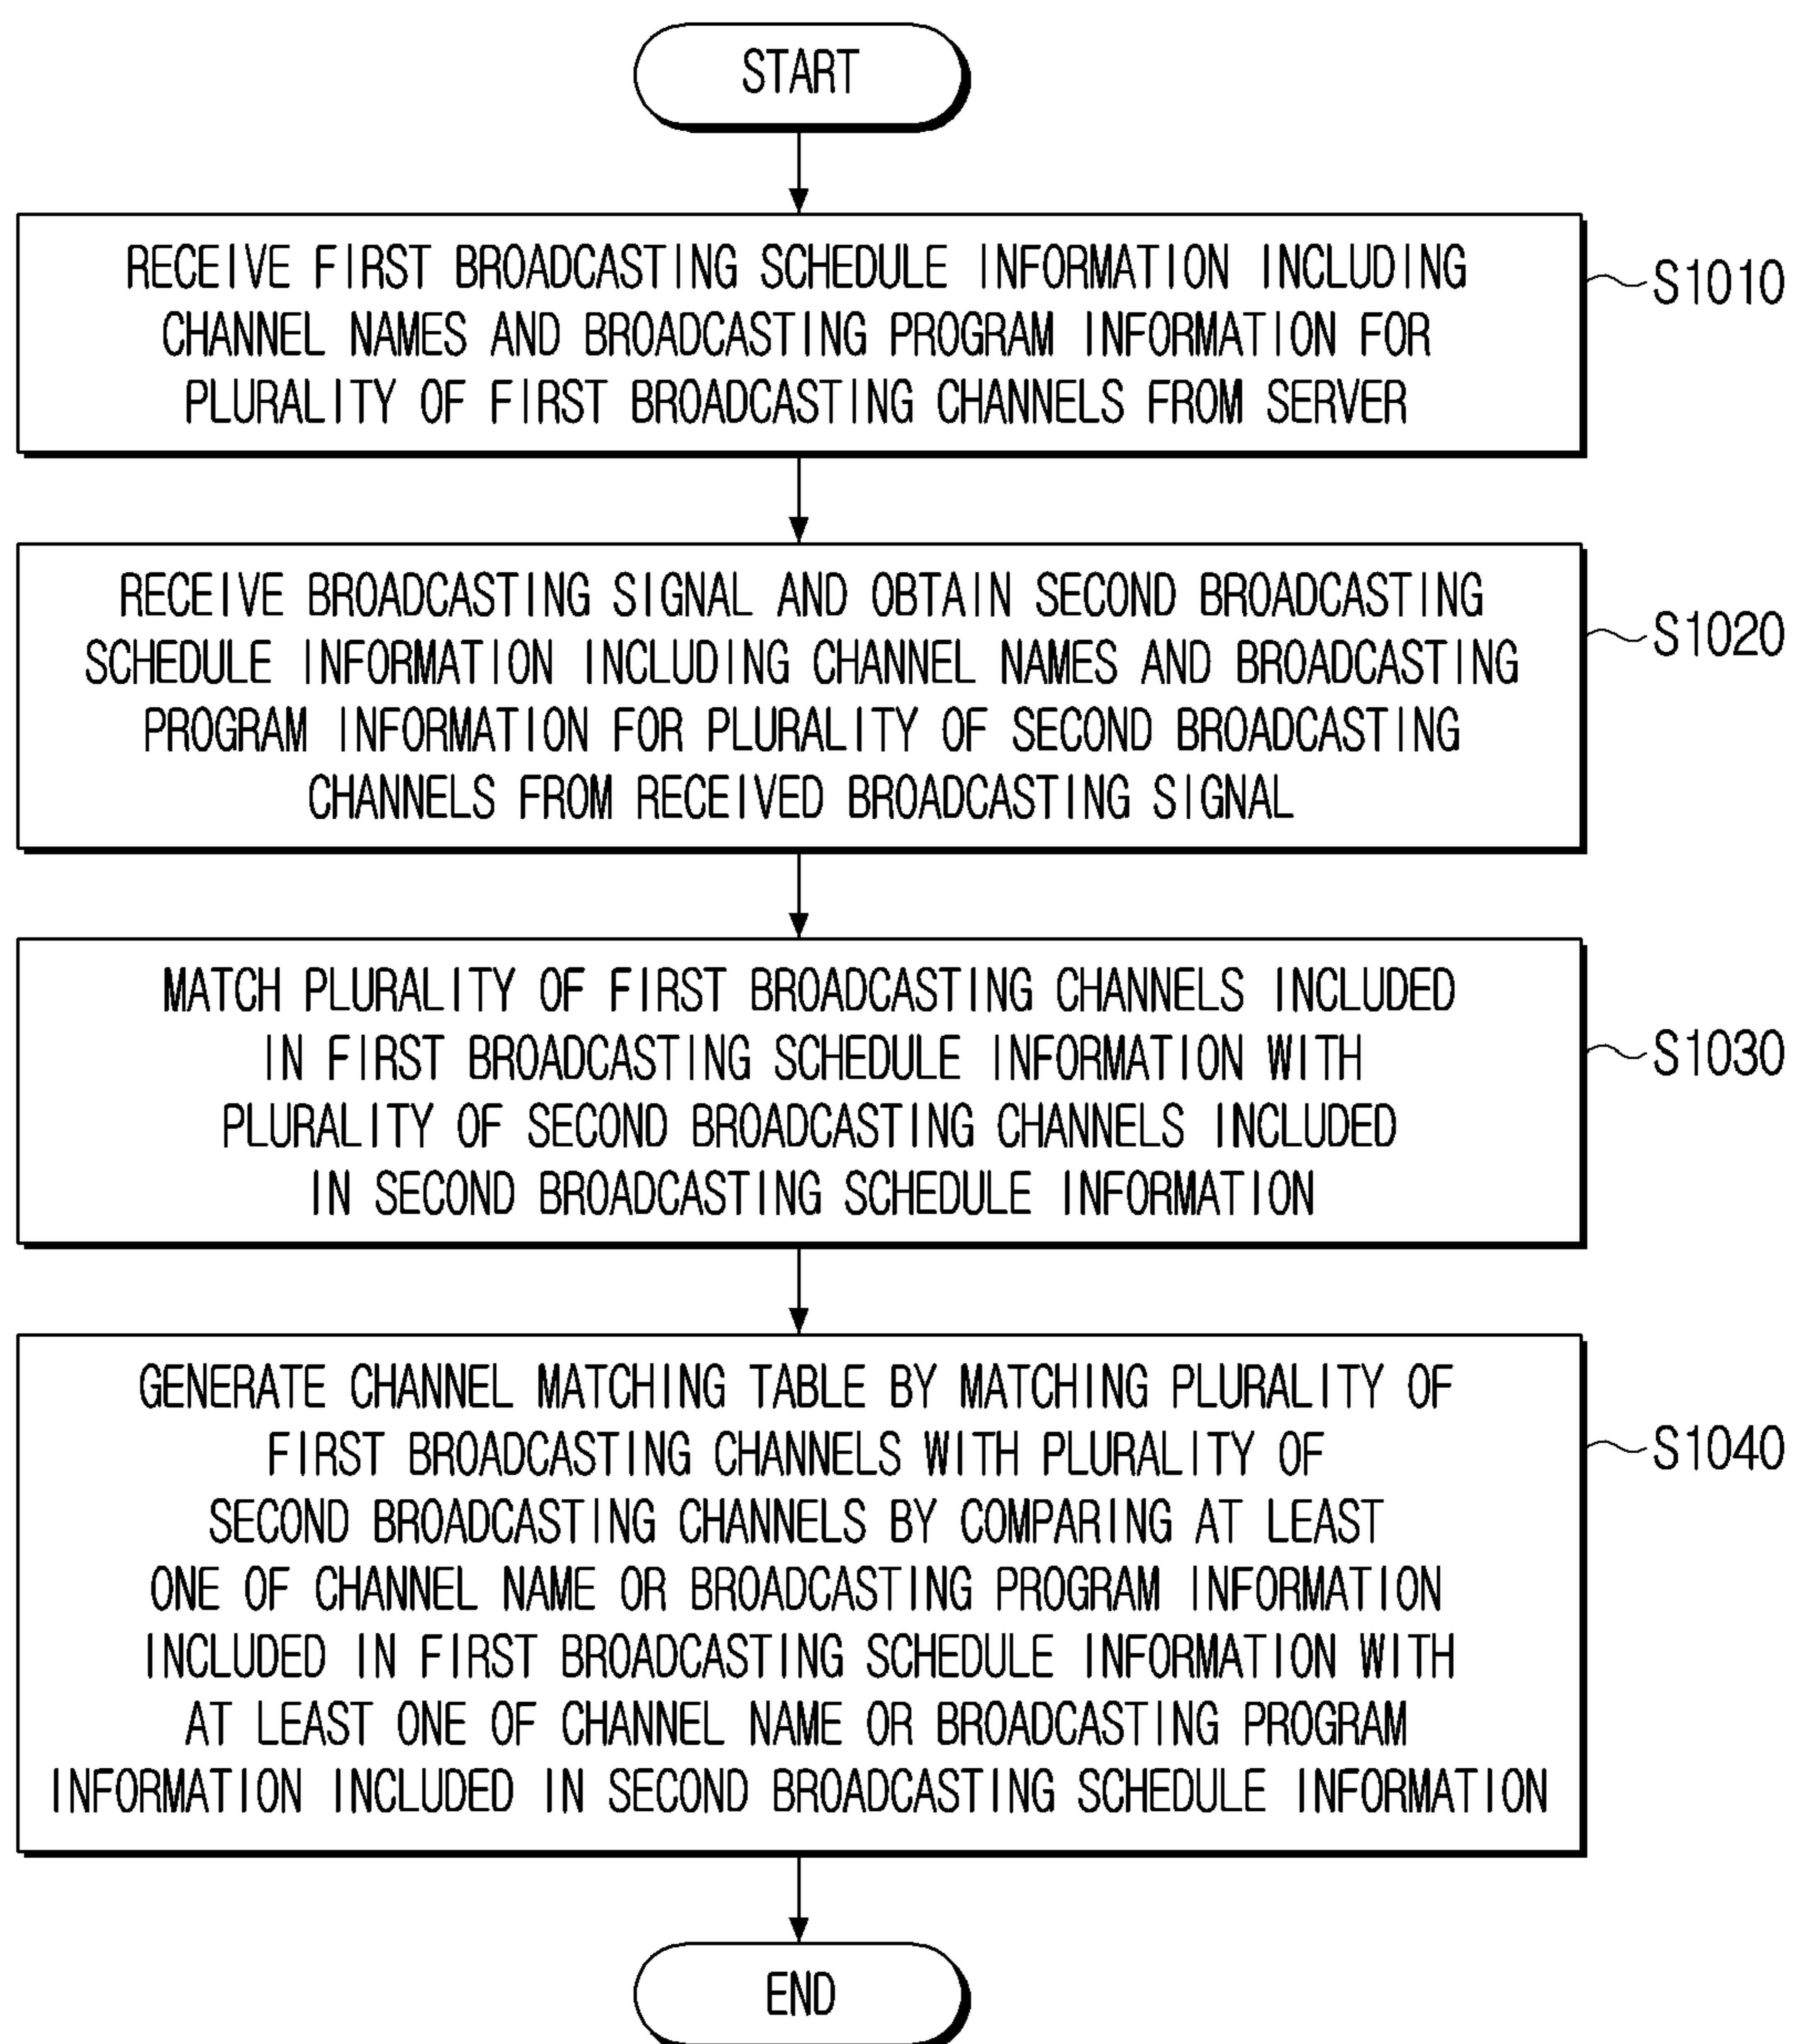 START
RECEIVE FIRST BROADCASTING SCHEDULE INFORMATION INCLUDING
CHANNEL NAMES AND BROADCASTING PROGRAM INFORMATION FOR
PLURALITY OF FIRST BROADCASTING CHANNELS FROM SERVER
S1010
RECEIVE BROADCASTING SIGNAL AND OBTAIN SECOND BROADCASTING
SCHEDULE INFORMATION INCLUDING CHANNEL NAMES AND BROADCASTING
PROGRAM INFORMATION FOR PLURALITY OF SECOND BROADCASTING
CHANNELS FROM RECEIVED BROADCASTING SIGNAL
S1020
MATCH PLURALITY OF FIRST BROADCASTING CHANNELS INCLUDED
IN FIRST BROADCASTING SCHEDULE INFORMATION WITH
PLURALITY OF SECOND BROADCASTING CHANNELS INCLUDED
IN SECOND BROADCASTING SCHEDULE INFORMATION
S1030
GENERATE CHANNEL MATCHING TABLE BY MATCHING PLURALITY OF
FIRST BROADCASTING CHANNELS WITH PLURALITY OF
SECOND BROADCASTING CHANNELS BY COMPARING AT LEAST
ONE OF CHANNEL NAME OR BROADCASTING PROGRAM INFORMATION
INCLUDED IN FIRST BROADCASTING SCHEDULE INFORMATION WITH
AT LEAST ONE OF CHANNEL NAME OR BROADCASTING PROGRAM
INFORMATION INCLUDED IN SECOND BROADCASTING SCHEDULE INFORMATION
S1040
END